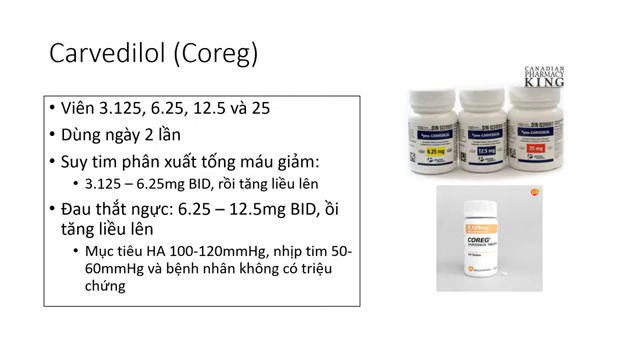 Carvedilol (Coreg)
• Viên 3.125, 6.25, 12.5 và 25
• Dùng ngày 2 lần
• Suy tim phân xuất tống máu giảm:
• 3.125 – 6.25mg BID, rồi tăng liều lên
• Đau thắt ngực: 6.25 – 12.5mg BID, ồi
tăng liều lên
• Mục tiêu HA 100-120mmHg, nhịp tim 50-
60mmHg và bệnh nhân không có triệu
chứng
CANADIAN
PHARMACY
KING
CARVEDILOL
6.25 mg
CARVEDILOL
12.5 mg
CARVEDILOL
25 mg
COREG